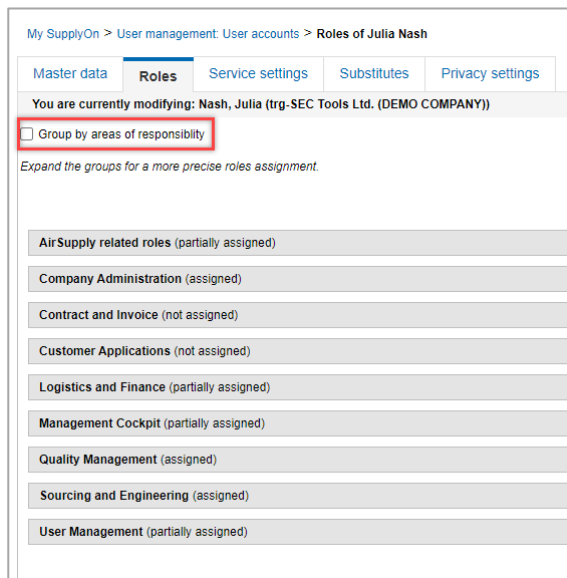 My SupplyOn > User management: User accounts > Roles of Julia Nash
Master data Roles Service settings Substitutes Privacy settings
You are currently modifying: Nash, Julia (trg-SEC Tools Ltd. (DEMO COMPANY))
Group by areas of responsiblity
Expand the groups for a more precise roles assignment.
AirSupply related roles (partially assigned)
Company Administration (assigned)
Contract and Invoice (not assigned)
Customer Applications (not assigned)
Logistics and Finance (partially assigned)
Management Cockpit (partially assigned)
Quality Management (assigned)
Sourcing and Engineering (assigned)
User Management (partially assigned)